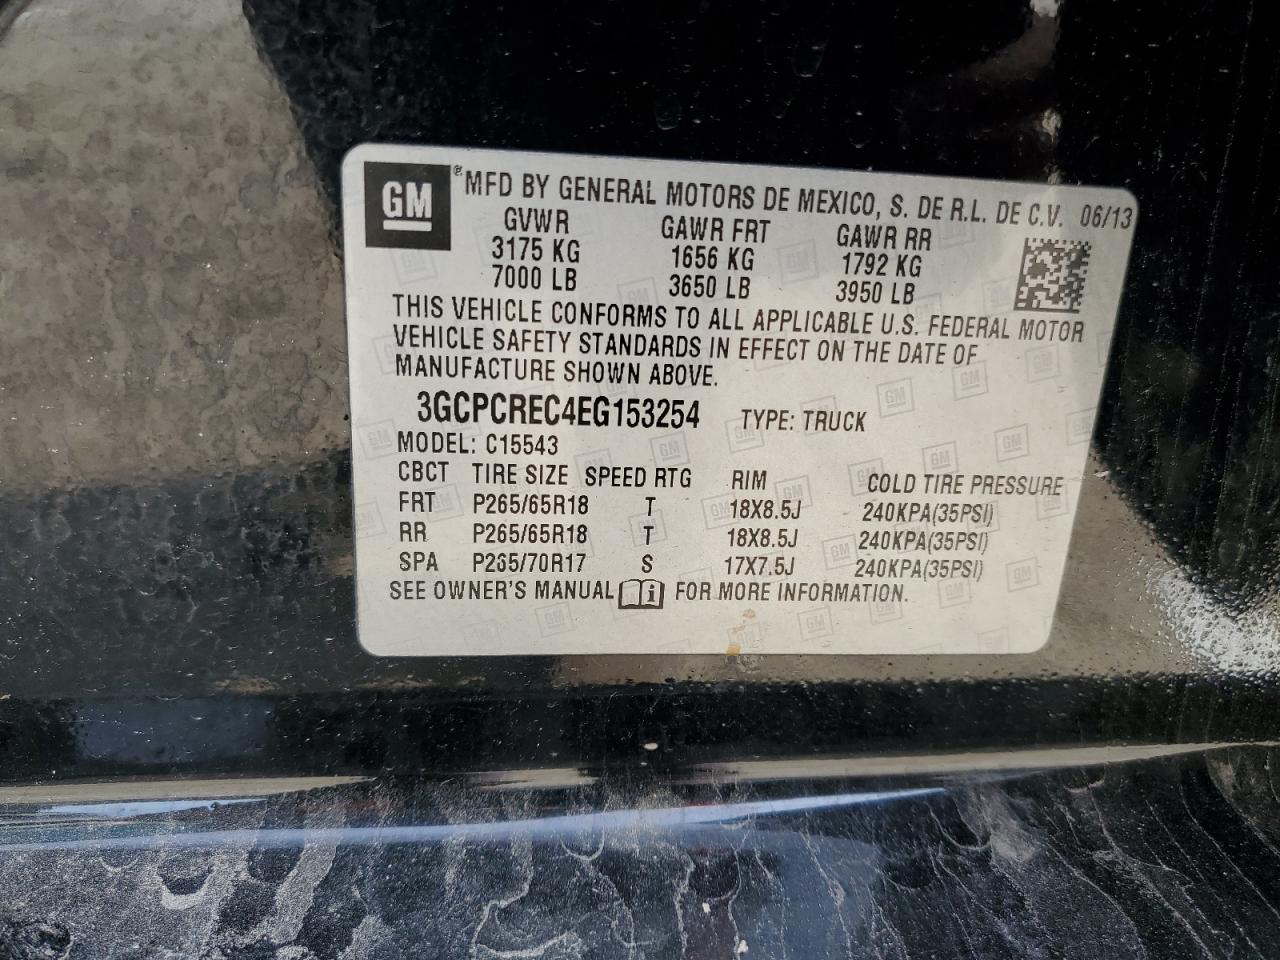 GM ® MFD BY GENERAL MOTORS DE MEXICO, S. DE R.L. DE C.V. 06/13
GVWR GAWR FRT GAWR RR
3175 KG 1656 KG 1792 KG
7000 LB 3650 LB 3950 LB
THIS VEHICLE CONFORMS TO ALL APPLICABLE U.S. FEDERAL MOTOR
VEHICLE SAFETY STANDARDS IN EFFECT ON THE DATE OF
MANUFACTURE SHOWN ABOVE.
3GCPCREC4EG153254 TYPE: TRUCK
MODEL: C15543
CBCT TIRE SIZE SPEED RTG RIM COLD TIRE PRESSURE
FRT P265/65R18 T 18X8.5J 240KPA(35PSI)
RR P265/65R18 T 18X8.5J 240KPA(35PSI)
SPA P265/70R17 S 17X7.5J 240KPA(35PSI)
SEE OWNER'S MANUAL i FOR MORE INFORMATION.